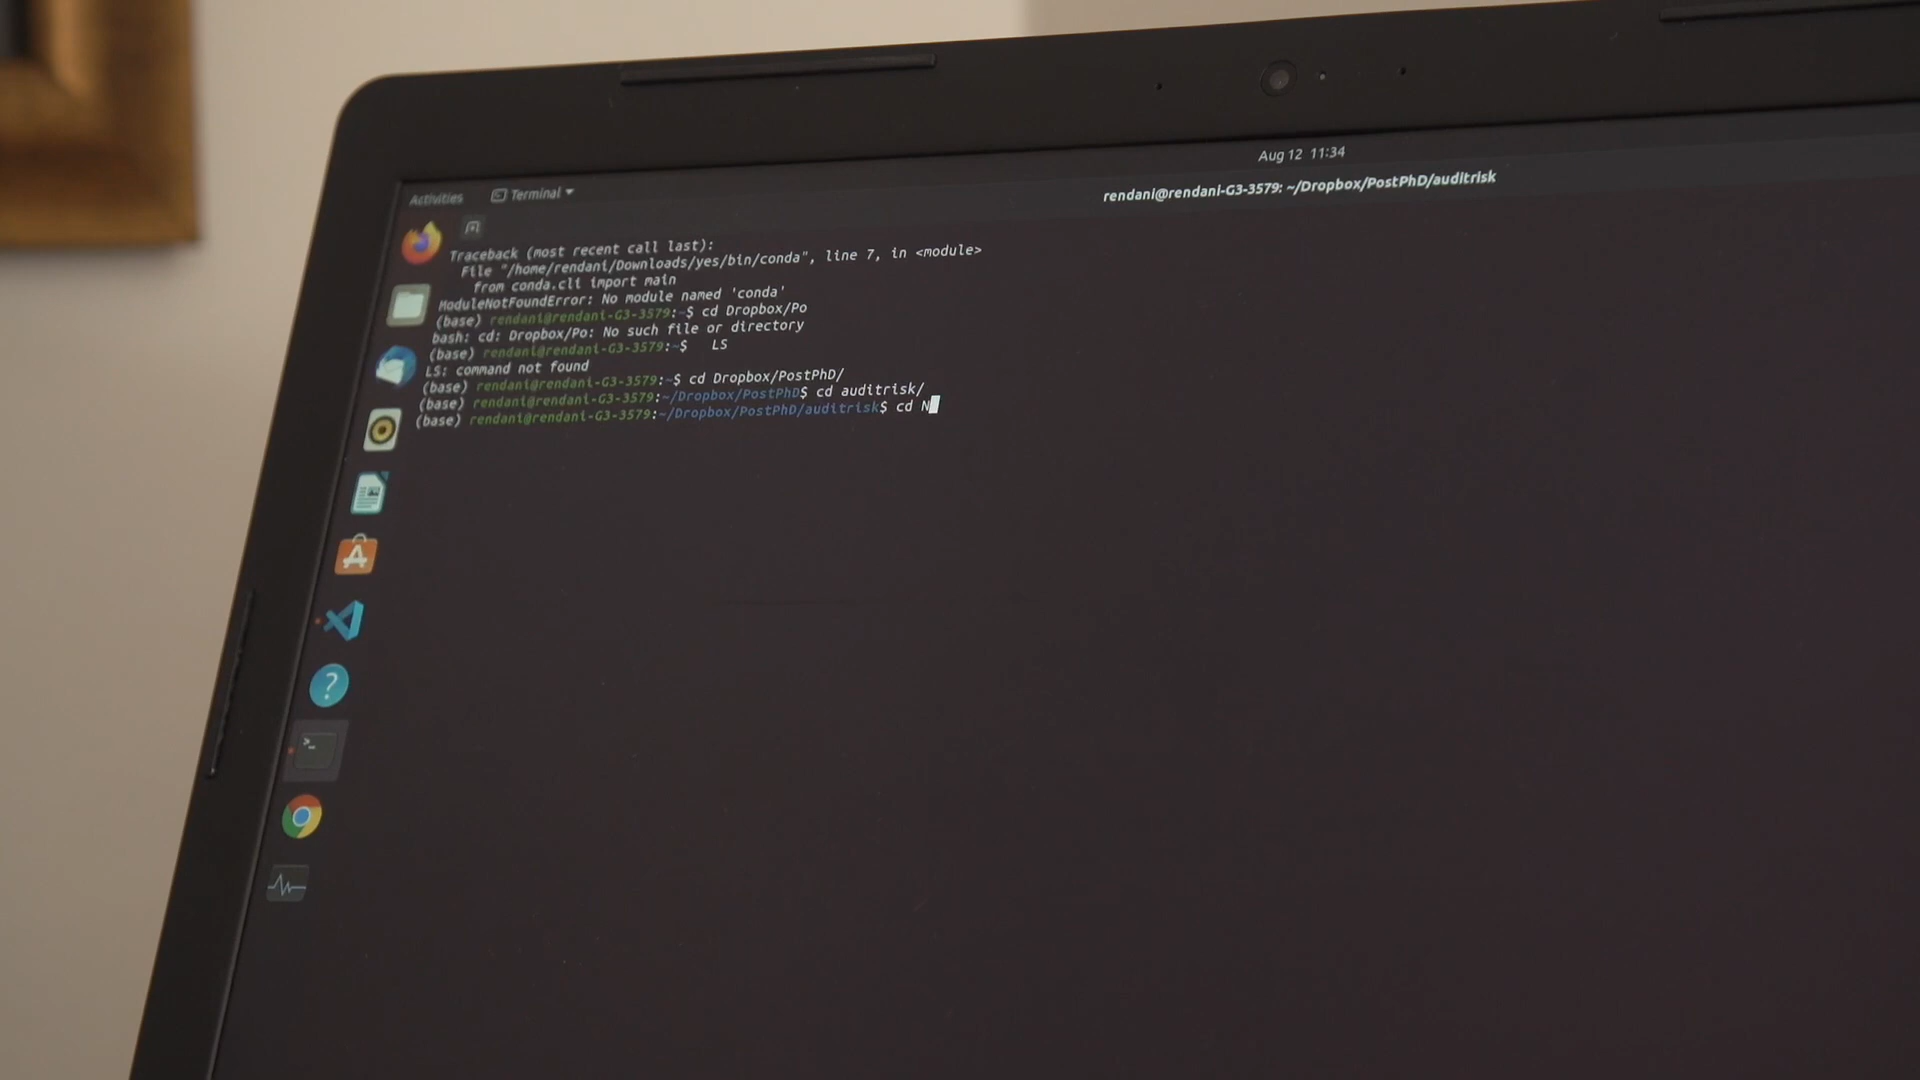 Aug 12 11:34
Activities Terminal
rendani@rendani-G3-3579: ~/Dropbox/PostPhD/auditrisk
Traceback (most recent call last):
File "/home/rendani/Downloads/yes/bin/conda", line 7, in <module>
from conda.cli import main
ModuleNotFoundError: No module named 'conda'
(base) rendani@rendani-G3-3579:~$ cd Dropbox/Po
bash: cd: Dropbox/Po: No such file or directory
(base) rendani@rendani-G3-3579:~$ LS
LS: command not found
(base) rendani@rendani-G3-3579:~$ cd Dropbox/PostPhD/
(base) rendani@rendani-G3-3579:~/Dropbox/PostPhD$ cd auditrisk/
(base) rendani@rendani-G3-3579:~/Dropbox/PostPhD/auditrisk$ cd N